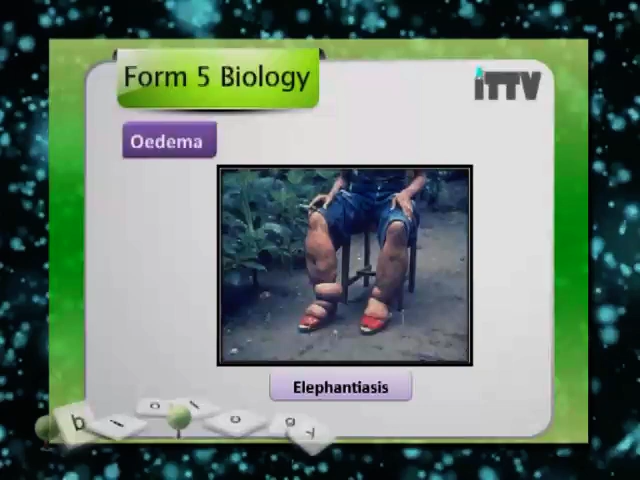 Form 5 Biology
iTTV
Oedema
Elephantiasis
b i o l o g y